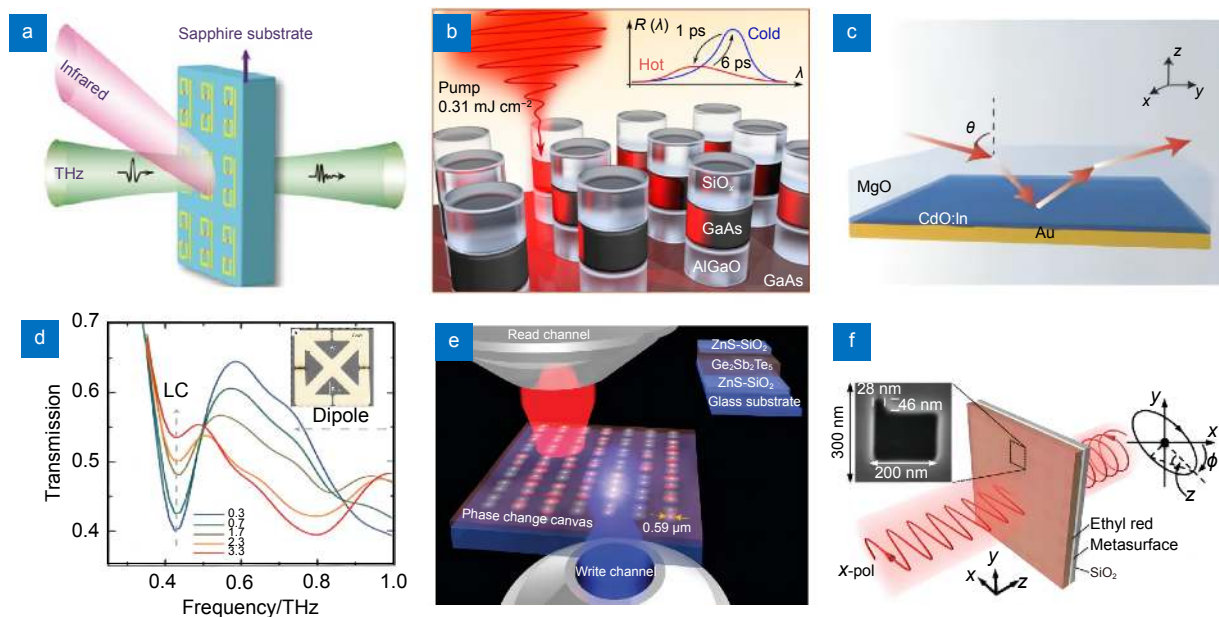 a
Sapphire substrate
Infrared
THz
b
R (λ)
1 ps
Cold
Hot
6 ps
λ
Pump
0.31 mJ cm⁻²
SiOₓ
GaAs
AlGaO
GaAs
c
z
y
x
θ
MgO
CdO:In
Au
d
0.7
0.6
0.5
0.4
Transmission
LC
Dipole
0.3
0.7
1.7
2.3
3.3
0.4
0.6
0.8
1.0
Frequency/THz
e
Read channel
ZnS-SiO₂
Ge₂Sb₂Te₅
ZnS-SiO₂
Glass substrate
Phase change canvas
0.59 μm
Write channel
f
28 nm
46 nm
300 nm
200 nm
y
x
ϕ
z
Ethyl red
Metasurface
SiO₂
x-pol
y
x
z